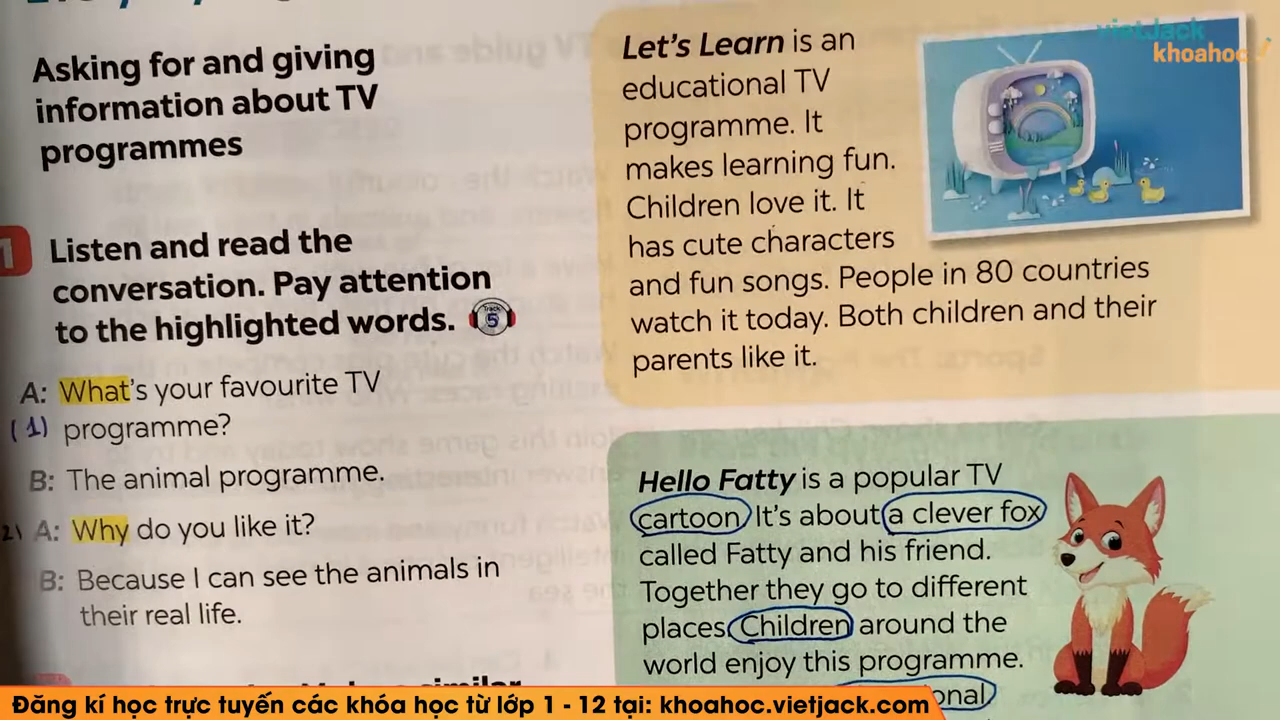 Asking for and giving
information about TV
programmes
1 Listen and read the
conversation. Pay attention
to the highlighted words.
Track 5
A: What's your favourite TV
(1) programme?
B: The animal programme.
2) A: Why do you like it?
B: Because I can see the animals in
their real life.
Let's Learn is an
educational TV
programme. It
makes learning fun.
Children love it. It
has cute characters
and fun songs. People in 80 countries
watch it today. Both children and their
parents like it.
vietJack
khoahoc
Hello Fatty is a popular TV
cartoon. It's about a clever fox
called Fatty and his friend.
Together they go to different
places. Children around the
world enjoy this programme.
Đăng kí học trực tuyến các khóa học từ lớp 1 - 12 tại: khoahoc.vietjack.com